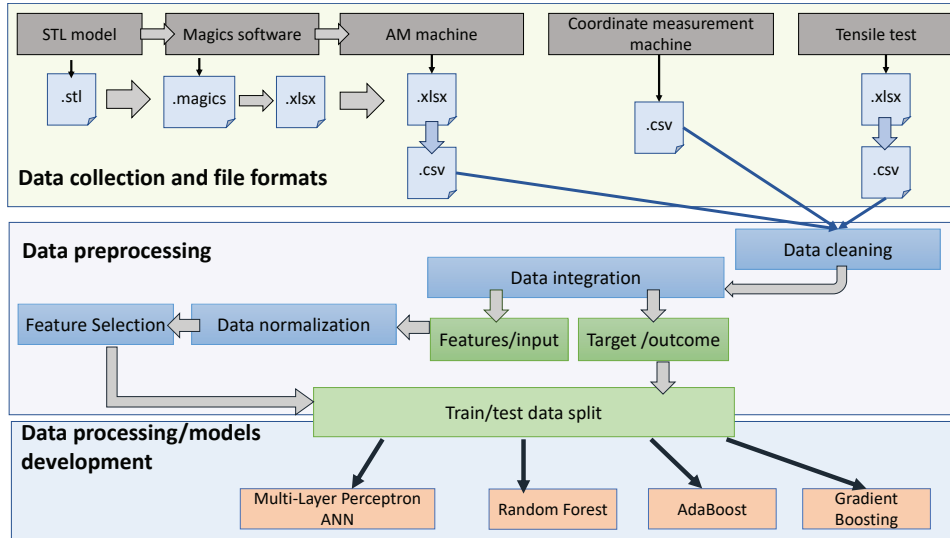 STL model
Magics software
AM machine
Coordinate measurement
machine
Tensile test
.stl
.magics
.xlsx
.xlsx
.csv
.xlsx
.csv
.csv
Data collection and file formats
Data preprocessing
Data cleaning
Data integration
Feature Selection
Data normalization
Features/input
Target /outcome
Train/test data split
Data processing/models
development
Multi-Layer Perceptron
ANN
Random Forest
AdaBoost
Gradient
Boosting